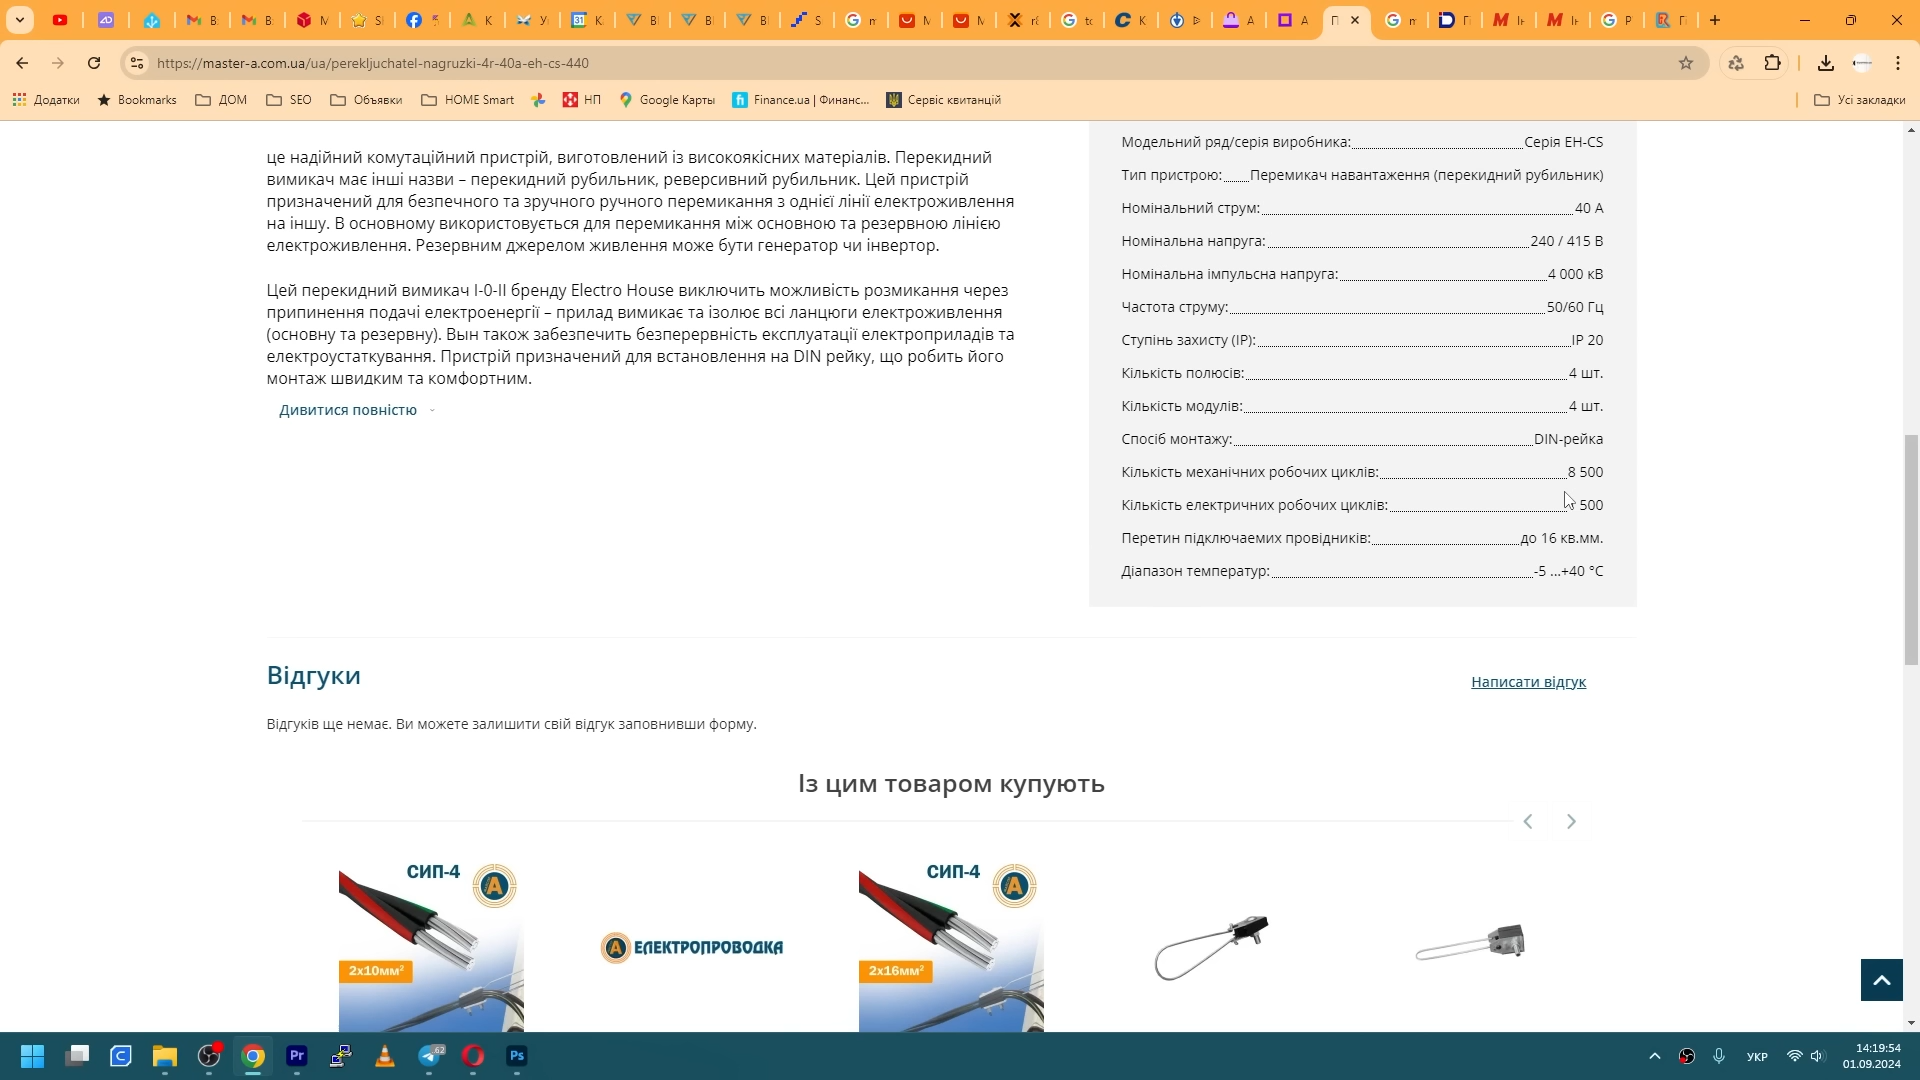 https://master-a.com.ua/ua/perekljuchatel-nagruzki-4r-40a-eh-cs-440
Додатки
Bookmarks
ДОМ
SEO
Объявки
HOME Smart
НП
Google Карты
Finance.ua | Финанс...
Сервіс квитанцій
Усі закладки
це надійний комутаційний пристрій, виготовлений із високоякісних матеріалів. Перекидний
вимикач має інші назви – перекидний рубильник, реверсивний рубильник. Цей пристрій
призначений для безпечного та зручного ручного перемикання з однієї лінії електроживлення
на іншу. В основному використовується для перемикання між основною та резервною лінією
електроживлення. Резервним джерелом живлення може бути генератор чи інвертор.
Цей перекидний вимикач I-0-II бренду Electro House виключить можливість розмикання через
припинення подачі електроенергії – прилад вимикає та ізолює всі ланцюги електроживлення
(основну та резервну). Вын також забезпечить безперервність експлуатації електроприладів та
електроустаткування. Пристрій призначений для встановлення на DIN рейку, що робить його
монтаж швидким та комфортним.
Дивитися повністю
Модельний ряд/серія виробника: Серія EH-CS
Тип пристрою: Перемикач навантаження (перекидний рубильник)
Номінальний струм: 40 А
Номінальна напруга: 240 / 415 В
Номінальна імпульсна напруга: 4 000 кВ
Частота струму: 50/60 Гц
Ступінь захисту (IP): IP 20
Кількість полюсів: 4 шт.
Кількість модулів: 4 шт.
Спосіб монтажу: DIN-рейка
Кількість механічних робочих циклів: 8 500
Кількість електричних робочих циклів: 500
Перетин підключаемих провідників: до 16 кв.мм.
Діапазон температур: -5 ...+40 °C
Відгуки
Написати відгук
Відгуків ще немає. Ви можете залишити свій відгук заповнивши форму.
Із цим товаром купують
СИП-4
2x10мм²
ЕЛЕКТРОПРОВОДКА
СИП-4
2x16мм²
62
УКР
14:19:54
01.09.2024